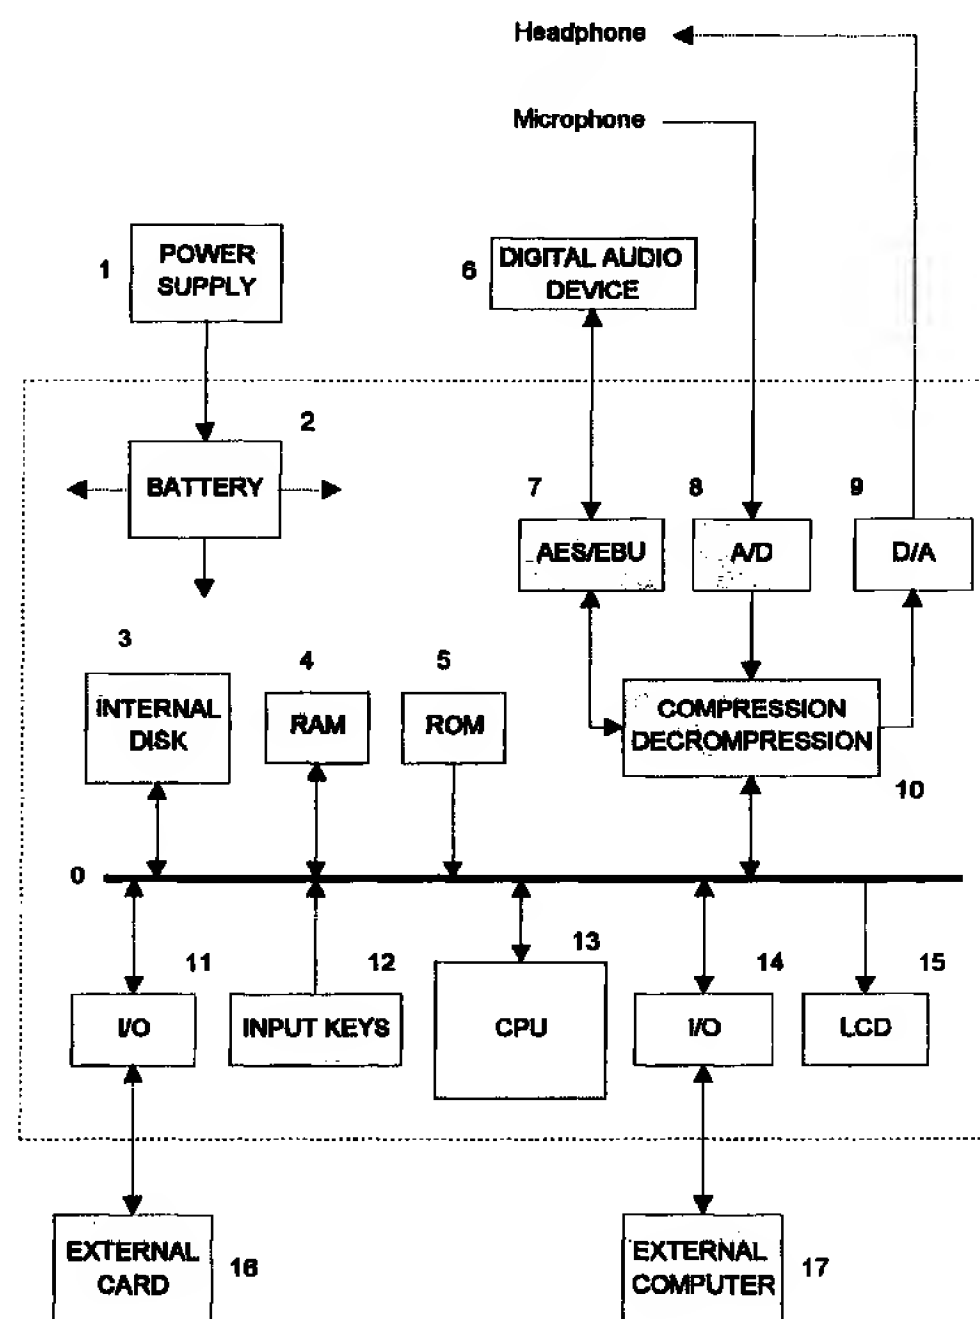 Headphone
Microphone
1
POWER
SUPPLY
6
DIGITAL AUDIO
DEVICE
2
BATTERY
7
8
9
AES/EBU
A/D
D/A
3
4
5
INTERNAL
DISK
RAM
ROM
COMPRESSION
DECROMPRESSION
10
0
11
12
13
14
15
I/O
INPUT KEYS
CPU
I/O
LCD
EXTERNAL
CARD
16
EXTERNAL
COMPUTER
17